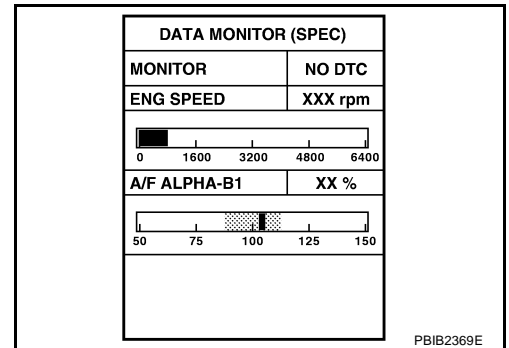 DATA MONITOR (SPEC)
MONITOR NO DTC
ENG SPEED XXX rpm
0 1600 3200 4800 6400
A/F ALPHA-B1 XX %
50 75 100 125 150
PBIB2369E